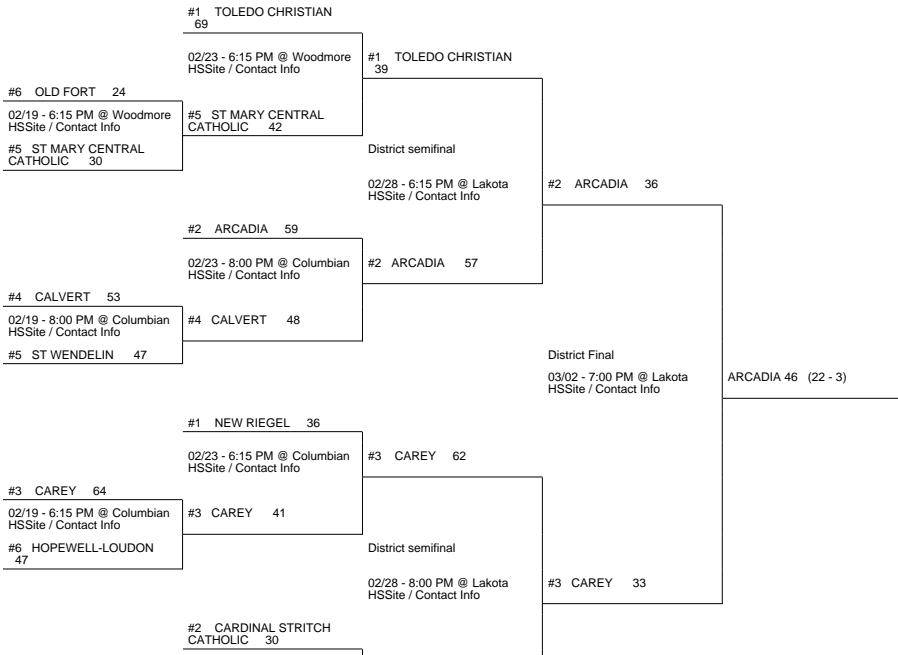 #1 TOLEDO CHRISTIAN
69
02/23 - 6:15 PM @ Woodmore
HSSite / Contact Info
#1 TOLEDO CHRISTIAN
39
#6 OLD FORT 24
02/19 - 6:15 PM @ Woodmore
HSSite / Contact Info
#5 ST MARY CENTRAL
CATHOLIC 42
#5 ST MARY CENTRAL
CATHOLIC 30
District semifinal
02/28 - 6:15 PM @ Lakota
HSSite / Contact Info
#2 ARCADIA 36
#2 ARCADIA 59
02/23 - 8:00 PM @ Columbian
HSSite / Contact Info
#2 ARCADIA 57
#4 CALVERT 53
02/19 - 8:00 PM @ Columbian
HSSite / Contact Info
#4 CALVERT 48
#5 ST WENDELIN 47
District Final
03/02 - 7:00 PM @ Lakota
HSSite / Contact Info
ARCADIA 46 (22 - 3)
#1 NEW RIEGEL 36
02/23 - 6:15 PM @ Columbian
HSSite / Contact Info
#3 CAREY 62
#3 CAREY 64
02/19 - 6:15 PM @ Columbian
HSSite / Contact Info
#3 CAREY 41
#6 HOPEWELL-LOUDON
47
District semifinal
02/28 - 8:00 PM @ Lakota
HSSite / Contact Info
#3 CAREY 33
#2 CARDINAL STRITCH
CATHOLIC 30